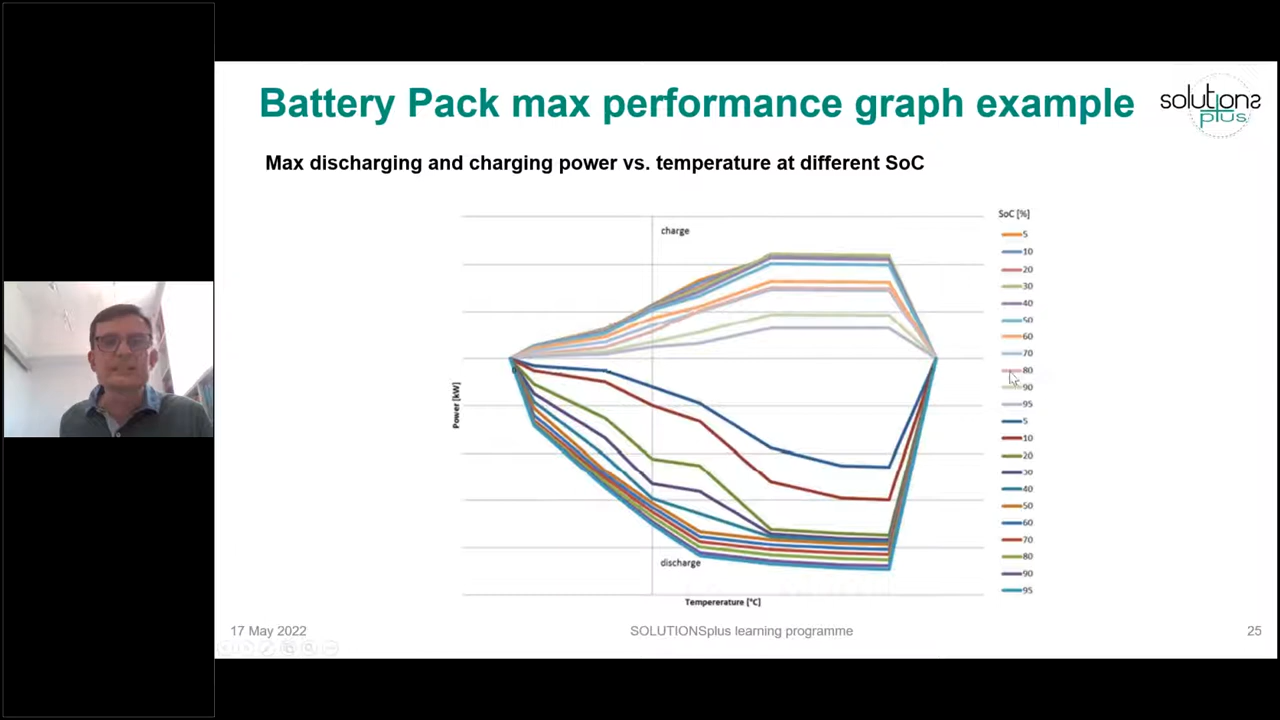 Battery Pack max performance graph example
solutions
plus
Max discharging and charging power vs. temperature at different SoC
SoC [%]
charge
5
10
20
30
40
50
60
70
80
90
95
5
10
20
30
40
50
60
70
80
90
95
0
Power [kW]
discharge
Tempererature [°C]
17 May 2022
SOLUTIONSplus learning programme
25